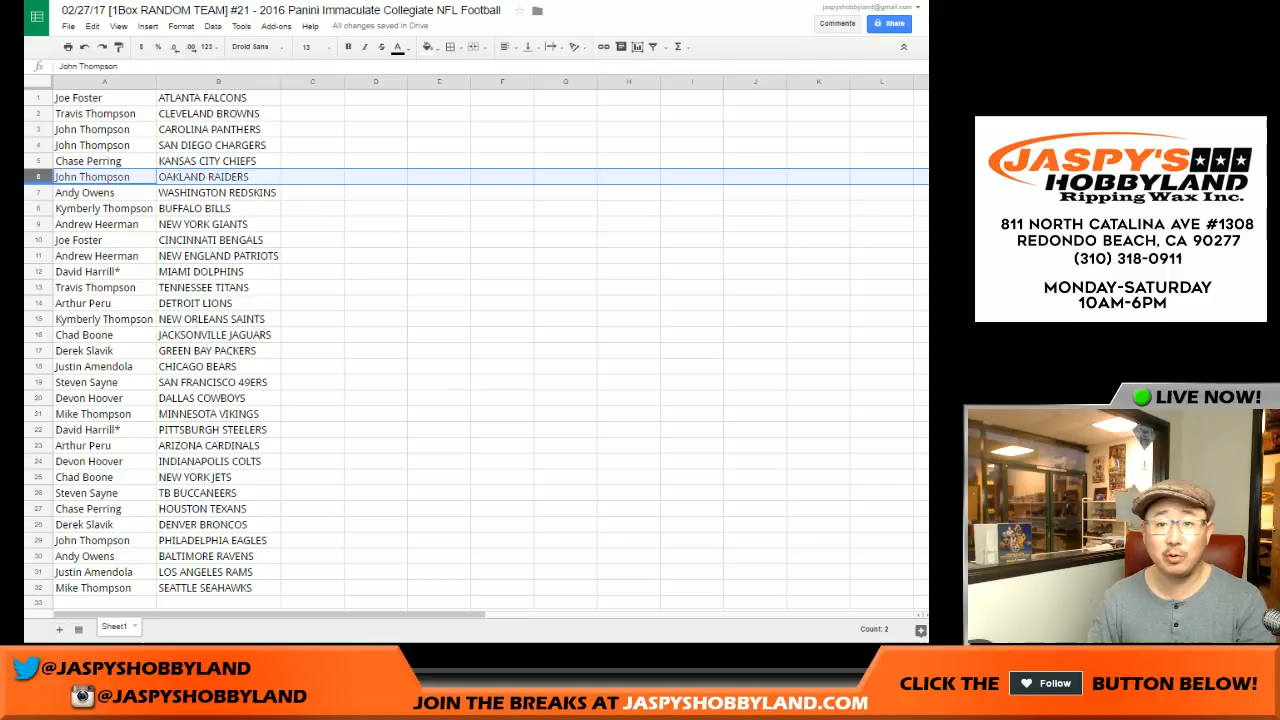 02/27/17 [1Box RANDOM TEAM] #21 - 2016 Panini Immaculate Collegiate NFL Football
jaspyshobbyland@gmail.com
File Edit View Insert Format Data Tools Add-ons Help All changes saved in Drive
Comments Share
$ % .0 .00 123 Droid Sans 13 B I S A
fx John Thompson
A B C D E F G H I J K L
1 Joe Foster ATLANTA FALCONS
2 Travis Thompson CLEVELAND BROWNS
3 John Thompson CAROLINA PANTHERS
4 John Thompson SAN DIEGO CHARGERS
5 Chase Perring KANSAS CITY CHIEFS
6 John Thompson OAKLAND RAIDERS
7 Andy Owens WASHINGTON REDSKINS
8 Kymberly Thompson BUFFALO BILLS
9 Andrew Heerman NEW YORK GIANTS
10 Joe Foster CINCINNATI BENGALS
11 Andrew Heerman NEW ENGLAND PATRIOTS
12 David Harrill* MIAMI DOLPHINS
13 Travis Thompson TENNESSEE TITANS
14 Arthur Peru DETROIT LIONS
15 Kymberly Thompson NEW ORLEANS SAINTS
16 Chad Boone JACKSONVILLE JAGUARS
17 Derek Slavik GREEN BAY PACKERS
18 Justin Amendola CHICAGO BEARS
19 Steven Sayne SAN FRANCISCO 49ERS
20 Devon Hoover DALLAS COWBOYS
21 Mike Thompson MINNESOTA VIKINGS
22 David Harrill* PITTSBURGH STEELERS
23 Arthur Peru ARIZONA CARDINALS
24 Devon Hoover INDIANAPOLIS COLTS
25 Chad Boone NEW YORK JETS
26 Steven Sayne TB BUCCANEERS
27 Chase Perring HOUSTON TEXANS
28 Derek Slavik DENVER BRONCOS
29 John Thompson PHILADELPHIA EAGLES
30 Andy Owens BALTIMORE RAVENS
31 Justin Amendola LOS ANGELES RAMS
32 Mike Thompson SEATTLE SEAHAWKS
33
Sheet1
Count: 2
JASPY'S
HOBBYLAND
Ripping Wax Inc.
811 NORTH CATALINA AVE #1308
REDONDO BEACH, CA 90277
(310) 318-0911
MONDAY-SATURDAY
10AM-6PM
LIVE NOW!
@JASPYSHOBBYLAND
@JASPYSHOBBYLAND
JOIN THE BREAKS AT JASPYSHOBBYLAND.COM
CLICK THE Follow BUTTON BELOW!